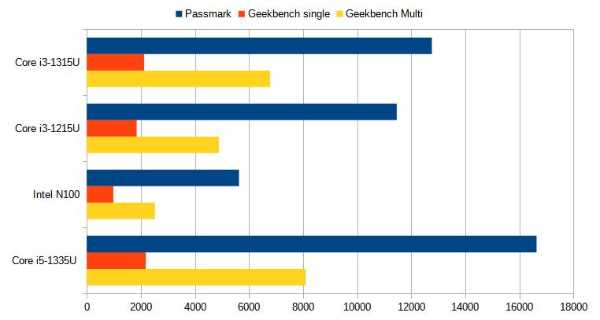 Passmark Geekbench single Geekbench Multi
Core i3-1315U
Core i3-1215U
Intel N100
Core i5-1335U
0 2000 4000 6000 8000 10000 12000 14000 16000 18000